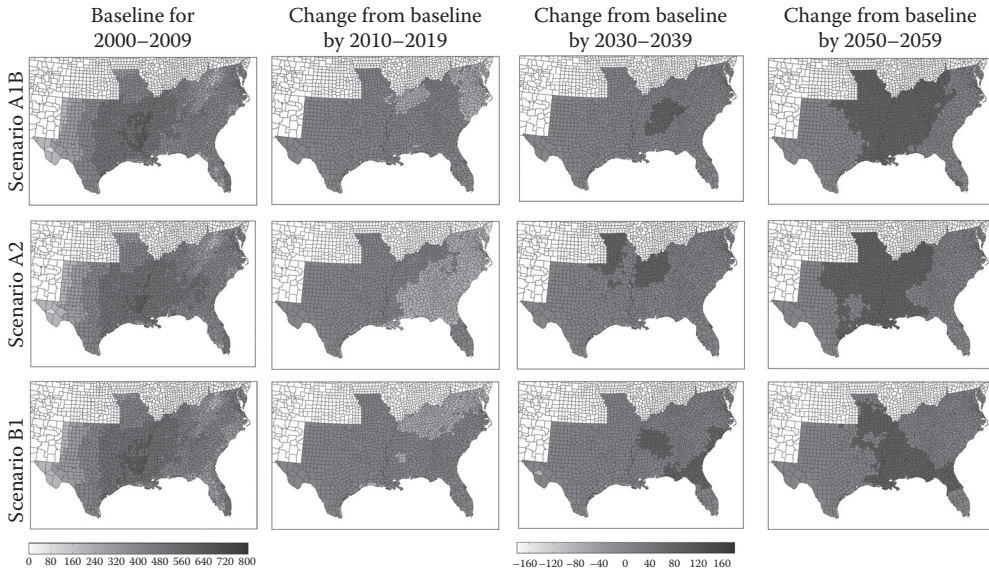 Baseline for
2000–2009
Change from baseline
by 2010–2019
Change from baseline
by 2030–2039
Change from baseline
by 2050–2059
Scenario A1B
Scenario A2
Scenario B1
0 80 160 240 320 400 480 560 640 720 800
−160 −120 −80 −40 0 40 80 120 160